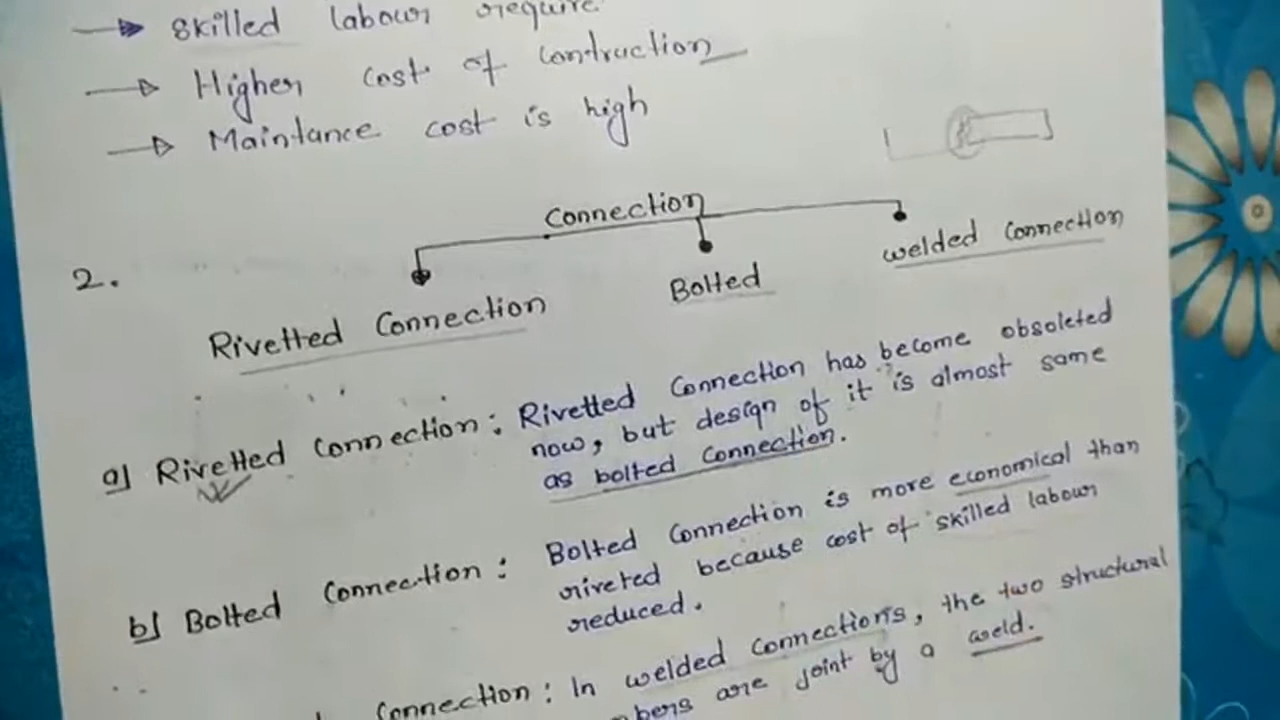 → skilled labour require
→ Higher cost of contruction
→ Maintance cost is high
Connection
2.
Rivetted Connection
Bolted
welded Connection
a) Rivetted Connection : Rivetted Connection has become obsoleted
now, but design of it is almost same
as bolted connection.
b) Bolted Connection : Bolted Connection is more economical than
riveted because cost of skilled labour
reduced.
Connection : In welded connections, the two structural
are joint by a weld.